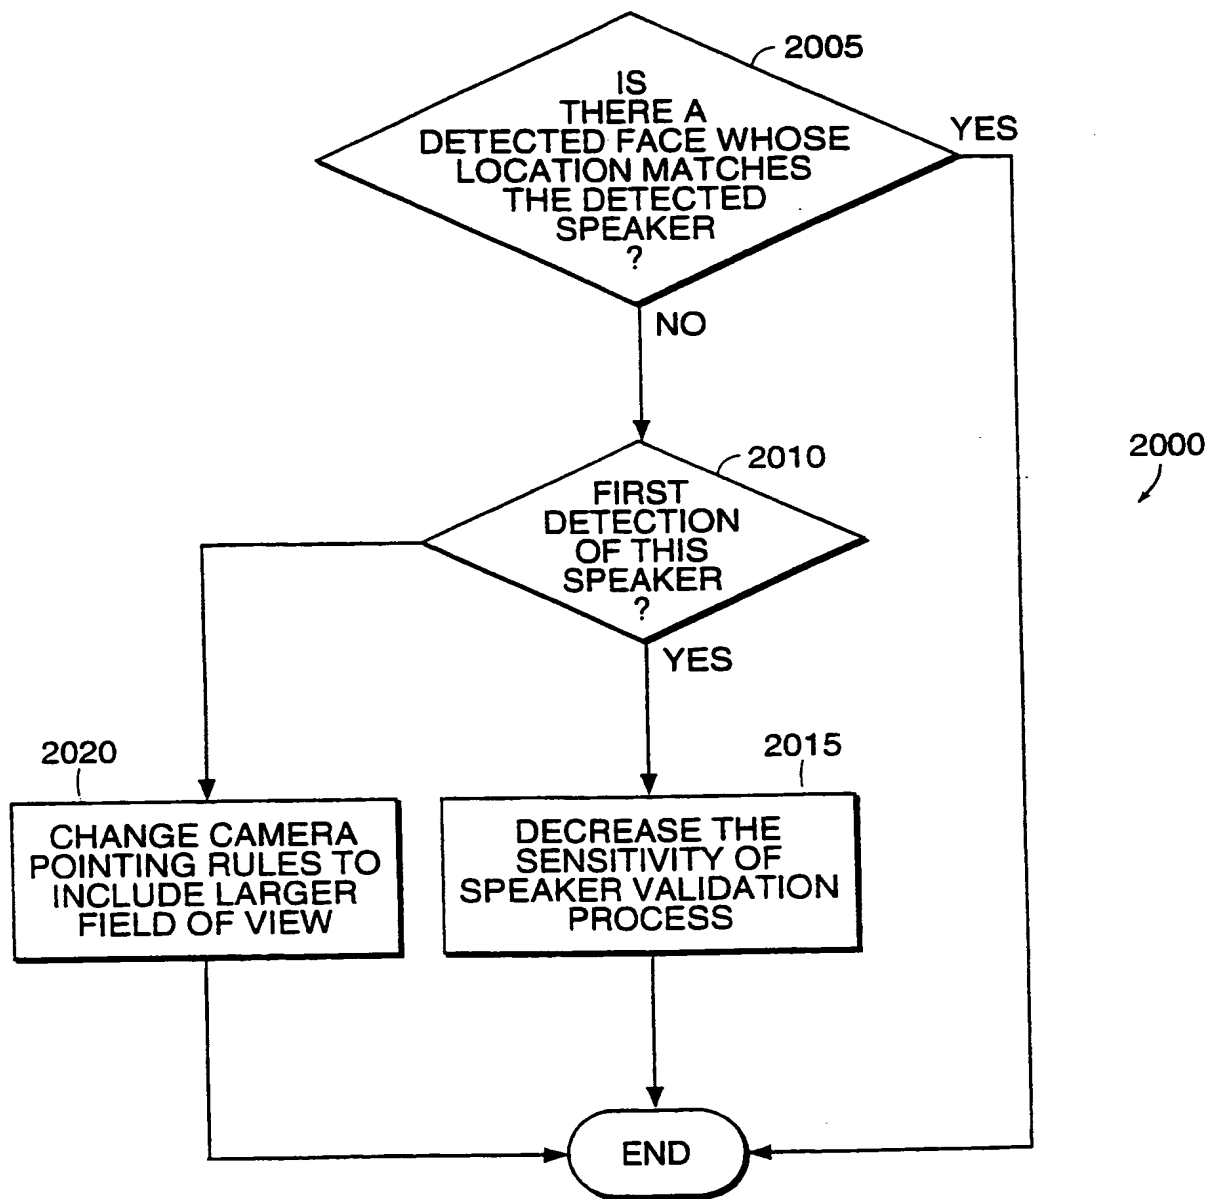 2005
IS
THERE A
DETECTED FACE WHOSE
LOCATION MATCHES
THE DETECTED
SPEAKER
?
YES
NO
2000
2010
FIRST
DETECTION
OF THIS
SPEAKER
?
YES
2020
CHANGE CAMERA
POINTING RULES TO
INCLUDE LARGER
FIELD OF VIEW
2015
DECREASE THE
SENSITIVITY OF
SPEAKER VALIDATION
PROCESS
END